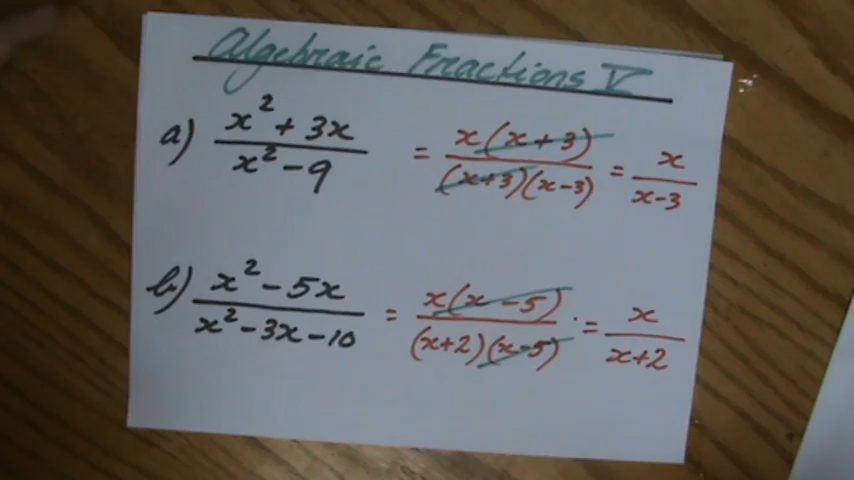 Algebraic Fractions V
a) x² + 3x / x² - 9 = x(x + 3) / (x+3)(x-3) = x / x-3
b) x² - 5x / x² - 3x - 10 = x(x - 5) / (x+2)(x-5) = x / x+2